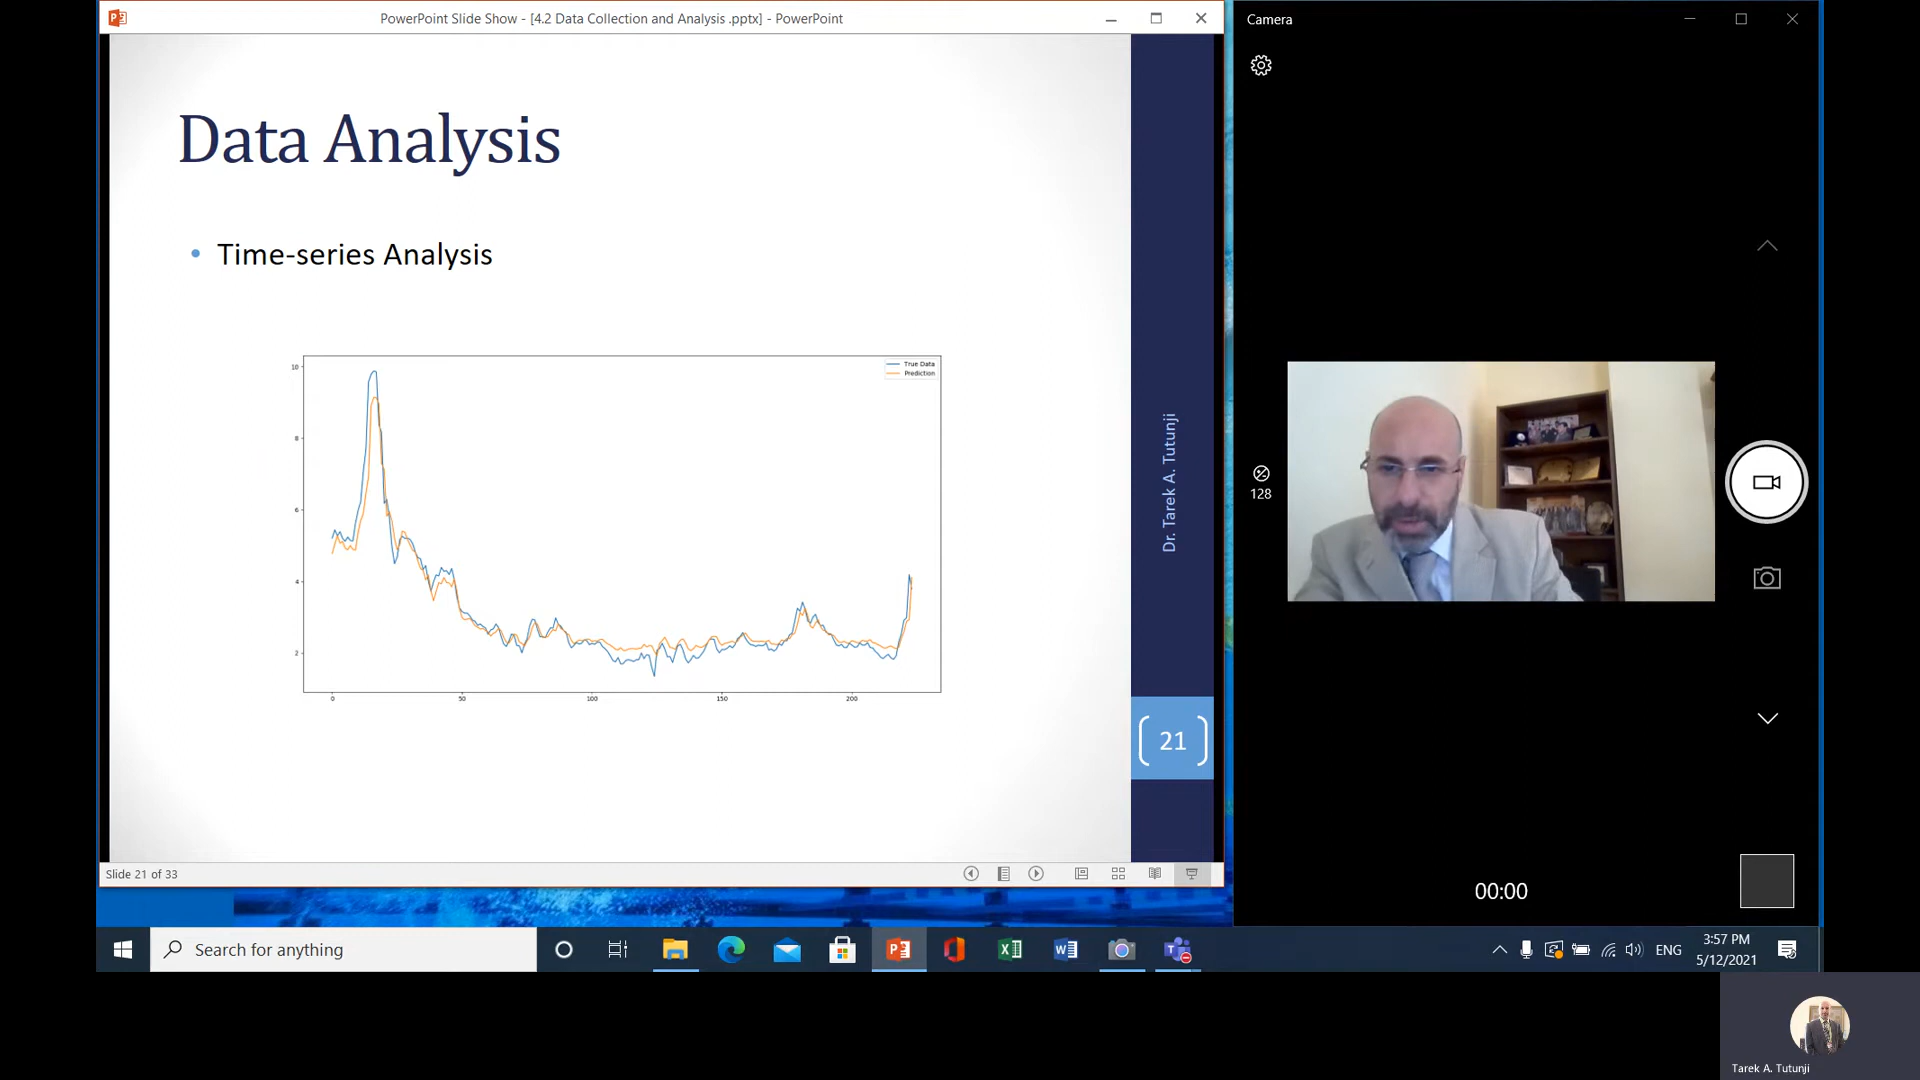 PowerPoint Slide Show - [4.2 Data Collection and Analysis .pptx] - PowerPoint
Camera
Data Analysis
• Time-series Analysis
True Data
Prediction
10
8
6
4
2
0
50
100
150
200
Dr. Tarek A. Tutunji
21
Slide 21 of 33
128
00:00
Search for anything
ENG
3:57 PM
5/12/2021
Tarek A. Tutunji